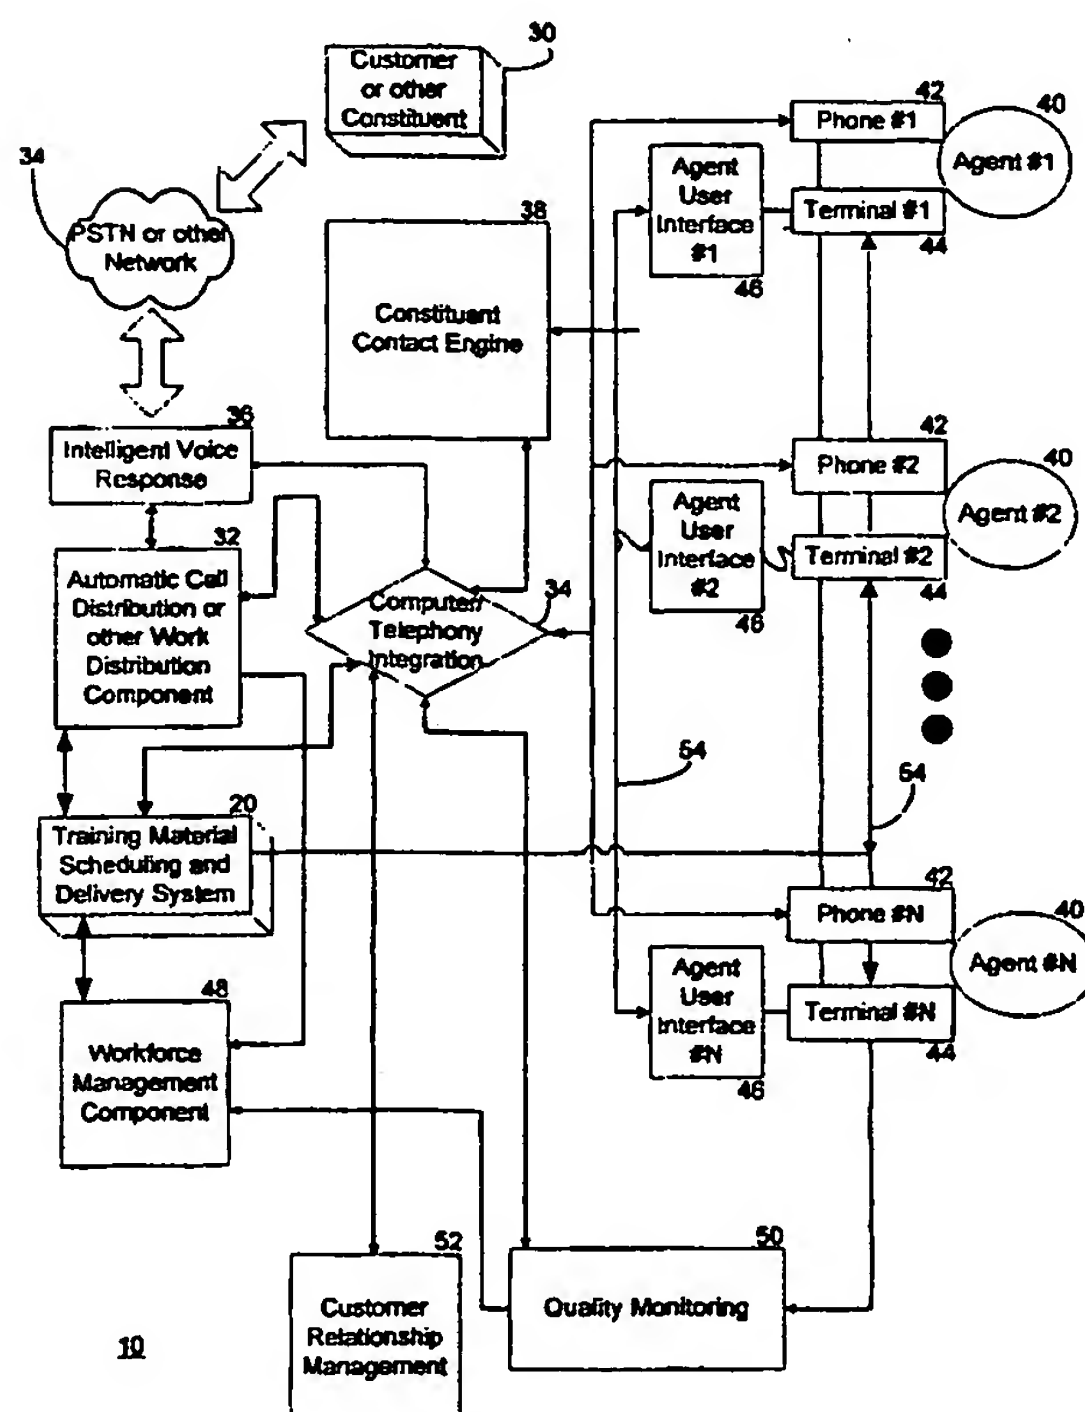 30
Customer
or other
Constituent
34
PSTN or other
Network
38
Constituent
Contact Engine
36
Intelligent Voice
Response
32
Automatic Call
Distribution or
other Work
Distribution
Component
Computer/
Telephony
Integration
34
20
Training Material
Scheduling and
Delivery System
48
Workforce
Management
Component
52
Customer
Relationship
Management
50
Quality Monitoring
10
42
Phone #1
40
Agent #1
Agent
User
Interface
#1
46
Terminal #1
44
42
Phone #2
40
Agent #2
Agent
User
Interface
#2
46
Terminal #2
44
54
54
42
Phone #N
40
Agent #N
Agent
User
Interface
#N
46
Terminal #N
44